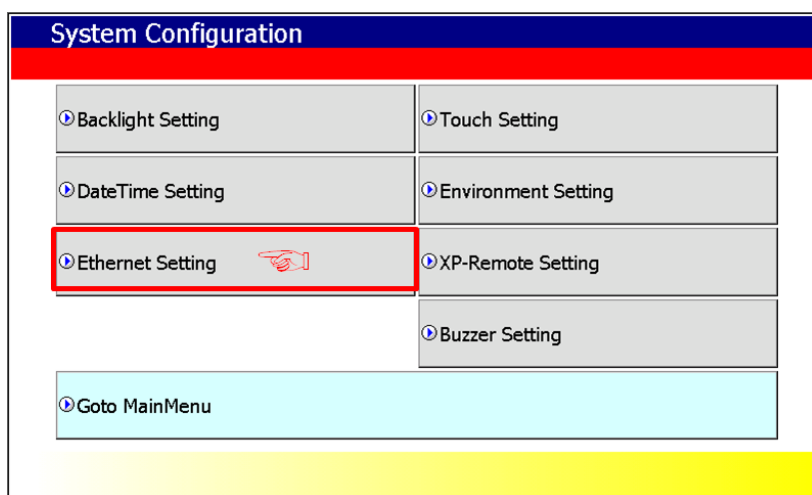 System Configuration
Backlight Setting
Touch Setting
DateTime Setting
Environment Setting
Ethernet Setting
XP-Remote Setting
Buzzer Setting
Goto MainMenu